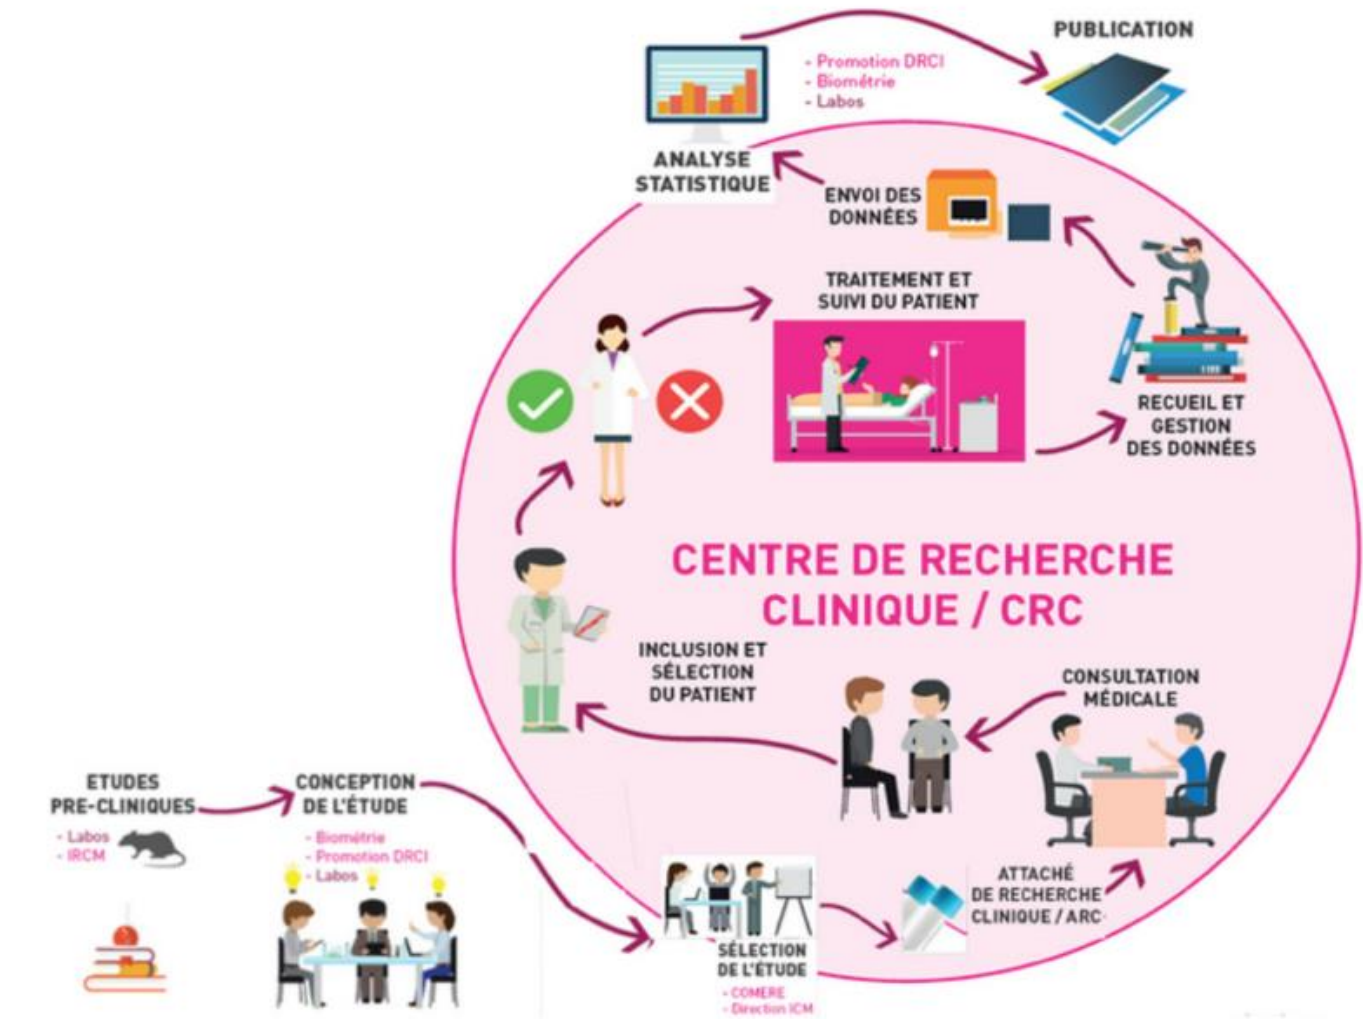 PUBLICATION
- Promotion DRCI
- Biométrie
- Labos
ANALYSE
STATISTIQUE
ENVOI DES
DONNÉES
TRAITEMENT ET
SUIVI DU PATIENT
RECUEIL ET
GESTION
DES DONNÉES
CENTRE DE RECHERCHE
CLINIQUE / CRC
INCLUSION ET
SÉLECTION
DU PATIENT
CONSULTATION
MÉDICALE
ETUDES
PRE-CLINIQUES
- Labos
- IRCM
CONCEPTION
DE L'ÉTUDE
- Biométrie
- Promotion DRCI
- Labos
ATTACHÉ
DE RECHERCHE
CLINIQUE / ARC
SÉLECTION
DE L'ÉTUDE
- COMERE
- Direction ICM